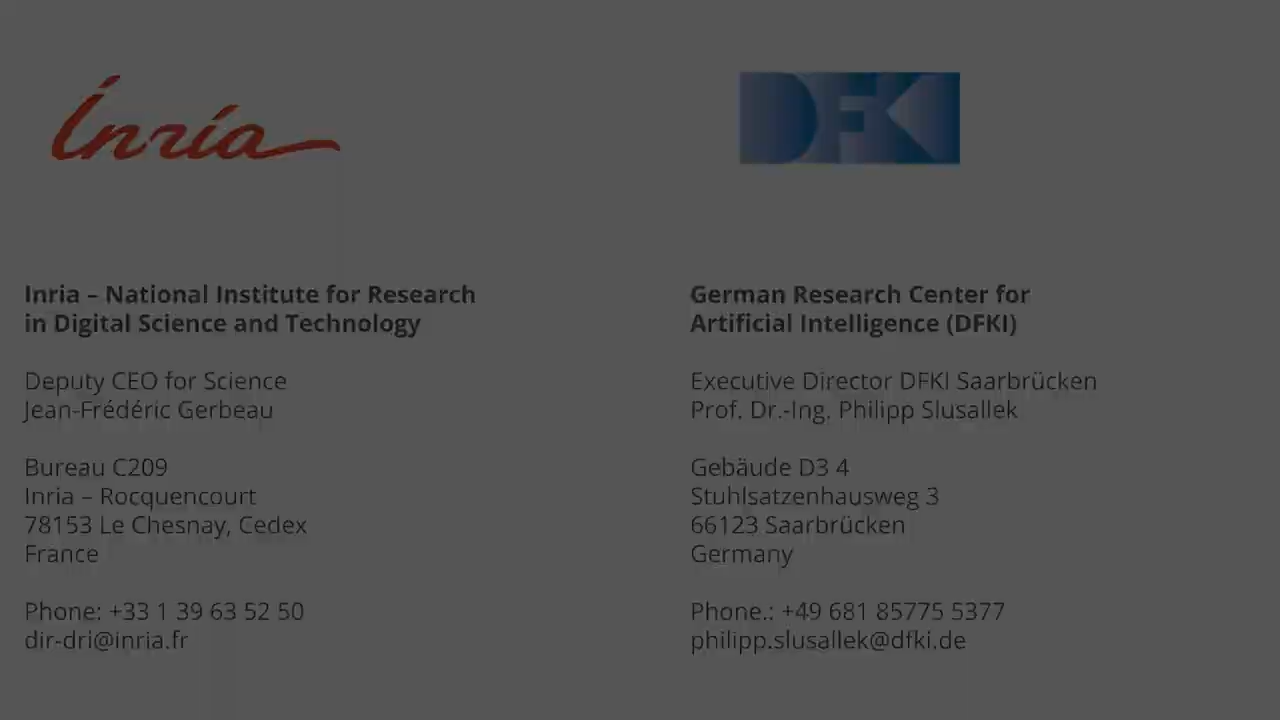 Inria
DFKI
Inria – National Institute for Research
in Digital Science and Technology
Deputy CEO for Science
Jean-Frédéric Gerbeau
Bureau C209
Inria – Rocquencourt
78153 Le Chesnay, Cedex
France
Phone: +33 1 39 63 52 50
dir-dri@inria.fr
German Research Center for
Artificial Intelligence (DFKI)
Executive Director DFKI Saarbrücken
Prof. Dr.-Ing. Philipp Slusallek
Gebäude D3 4
Stuhlsatzenhausweg 3
66123 Saarbrücken
Germany
Phone.: +49 681 85775 5377
philipp.slusallek@dfki.de